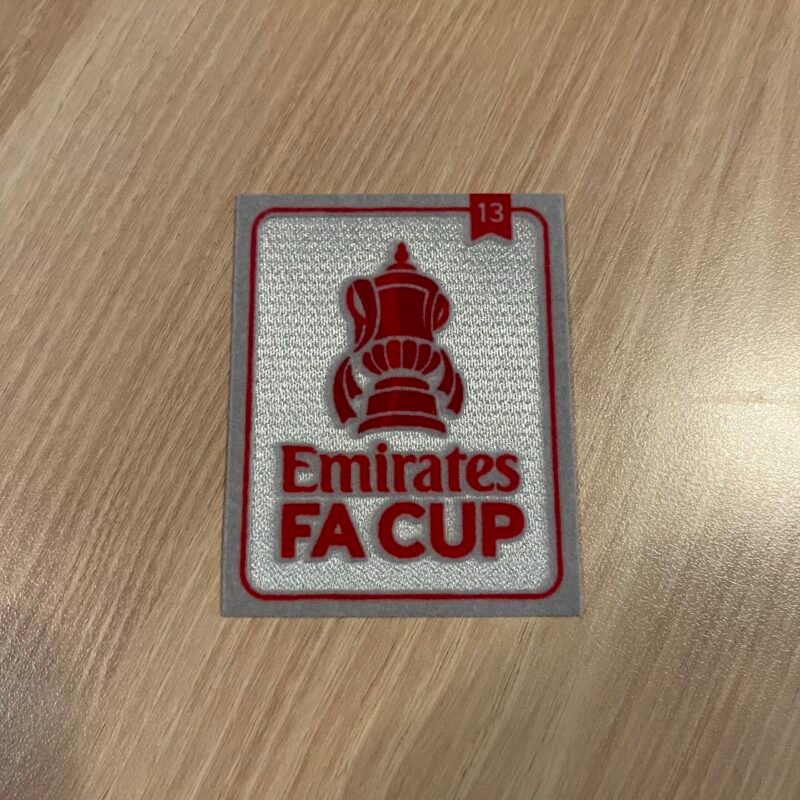 13
Emirates
FA CUP